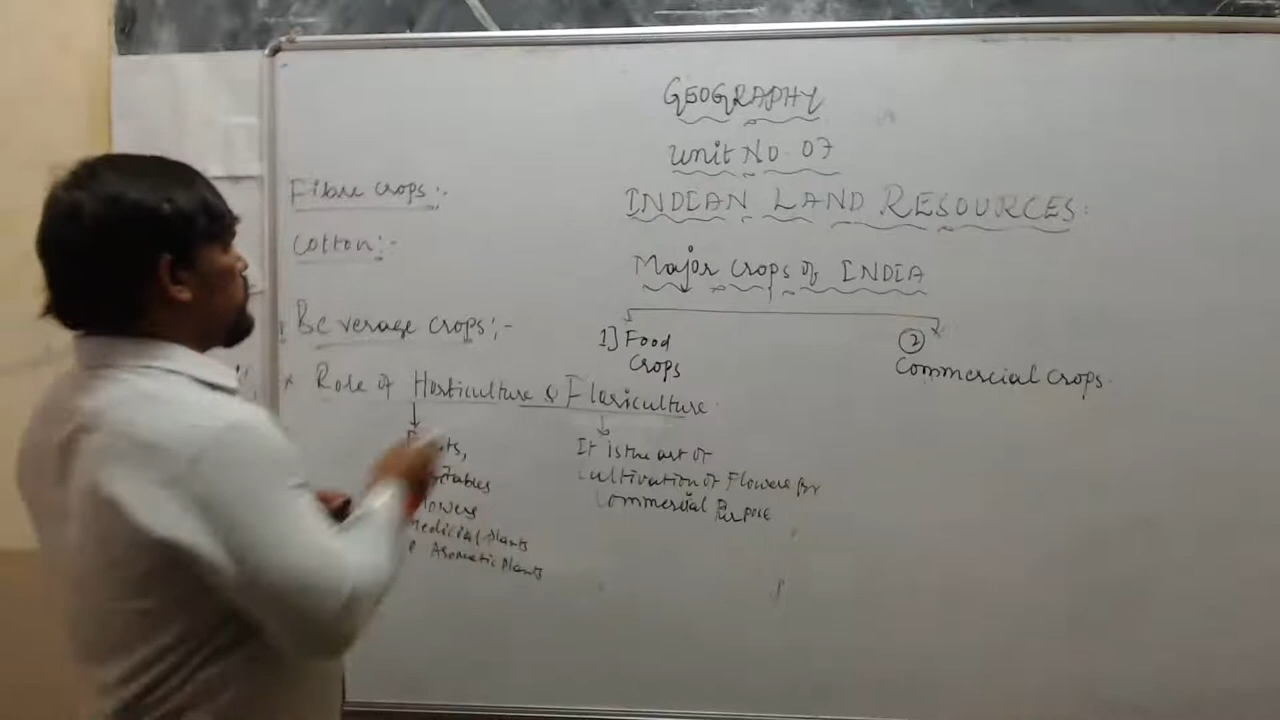 GEOGRAPHY
Unit No. 07
INDIAN LAND RESOURCES:
Major crops of INDIA
1] Food
Crops
②
Commercial Crops
Fibre crops:-
Cotton:-
Beverage crops:-
* Role of Horticulture & Floriculture
Vegetables
Flowers
Medicial plants
& Aromatic Plants
It is the art of
Cultivation of Flowers for
Commercial Purpose